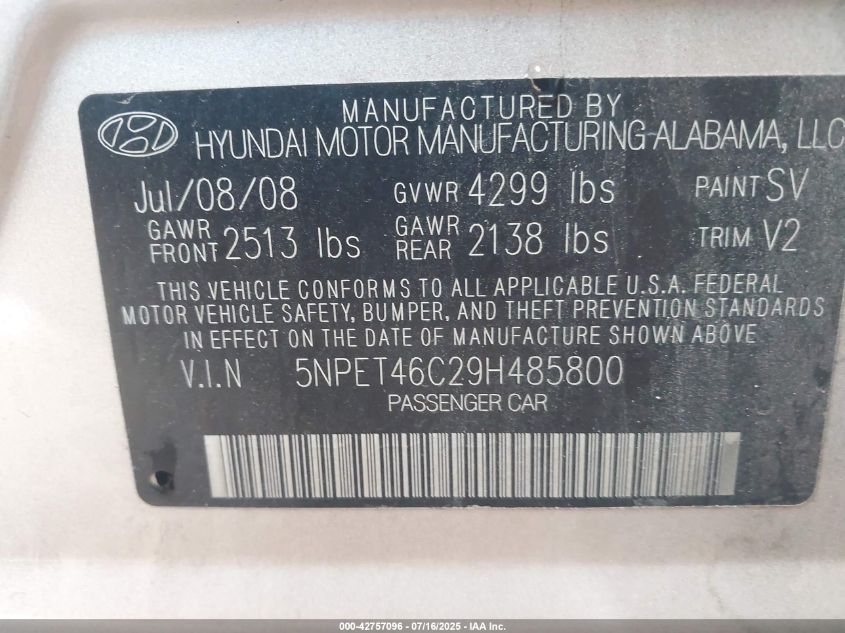 MANUFACTURED BY
HYUNDAI MOTOR MANUFACTURING ALABAMA, LLC
Jul/08/08 GVWR 4299 lbs PAINT SV
GAWR FRONT 2513 lbs GAWR REAR 2138 lbs TRIM V2
THIS VEHICLE CONFORMS TO ALL APPLICABLE U.S.A. FEDERAL
MOTOR VEHICLE SAFETY, BUMPER, AND THEFT PREVENTION STANDARDS
IN EFFECT ON THE DATE OF MANUFACTURE SHOWN ABOVE
V.I.N 5NPET46C29H485800
PASSENGER CAR
000-42757096 - 07/16/2025 - IAA Inc.